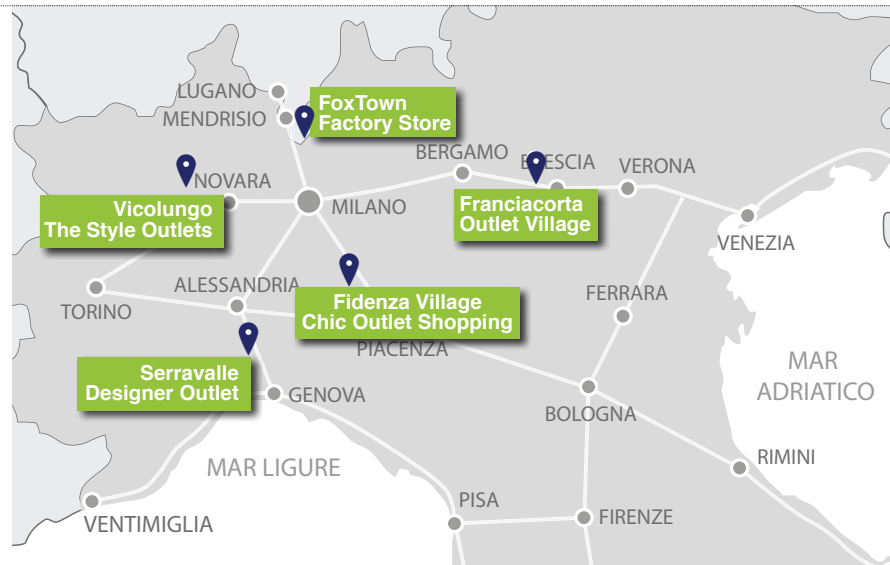 LUGANO
MENDRISIO
FoxTown
Factory Store
BERGAMO
BRESCIA
VERONA
NOVARA
Vicolungo
The Style Outlets
MILANO
Franciacorta
Outlet Village
VENEZIA
TORINO
ALESSANDRIA
Fidenza Village
Chic Outlet Shopping
PIACENZA
FERRARA
Serravalle
Designer Outlet
GENOVA
BOLOGNA
MAR
ADRIATICO
MAR LIGURE
RIMINI
PISA
FIRENZE
VENTIMIGLIA